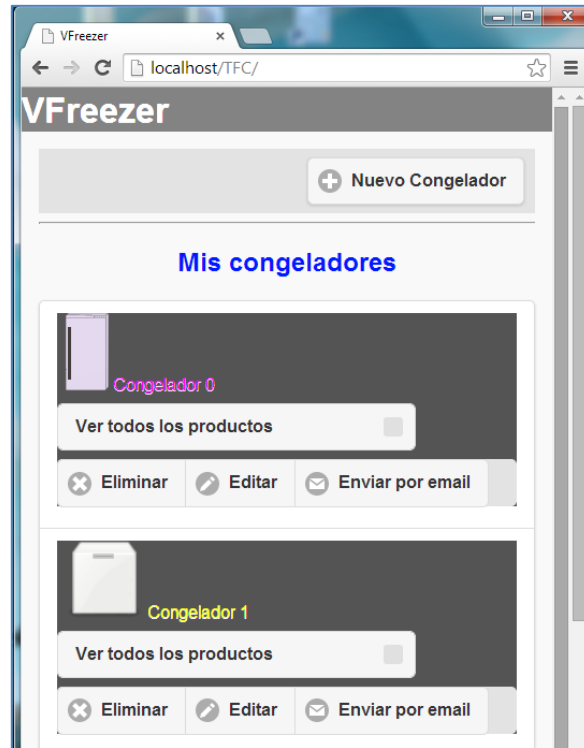 VFreezer
localhost/TFC/
VFreezer
Nuevo Congelador
Mis congeladores
Congelador 0
Ver todos los productos
Eliminar Editar Enviar por email
Congelador 1
Ver todos los productos
Eliminar Editar Enviar por email